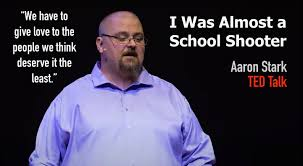 “We have to
give love to the
people we think
deserve it the
least.”
I Was Almost a
School Shooter
Aaron Stark
TED Talk